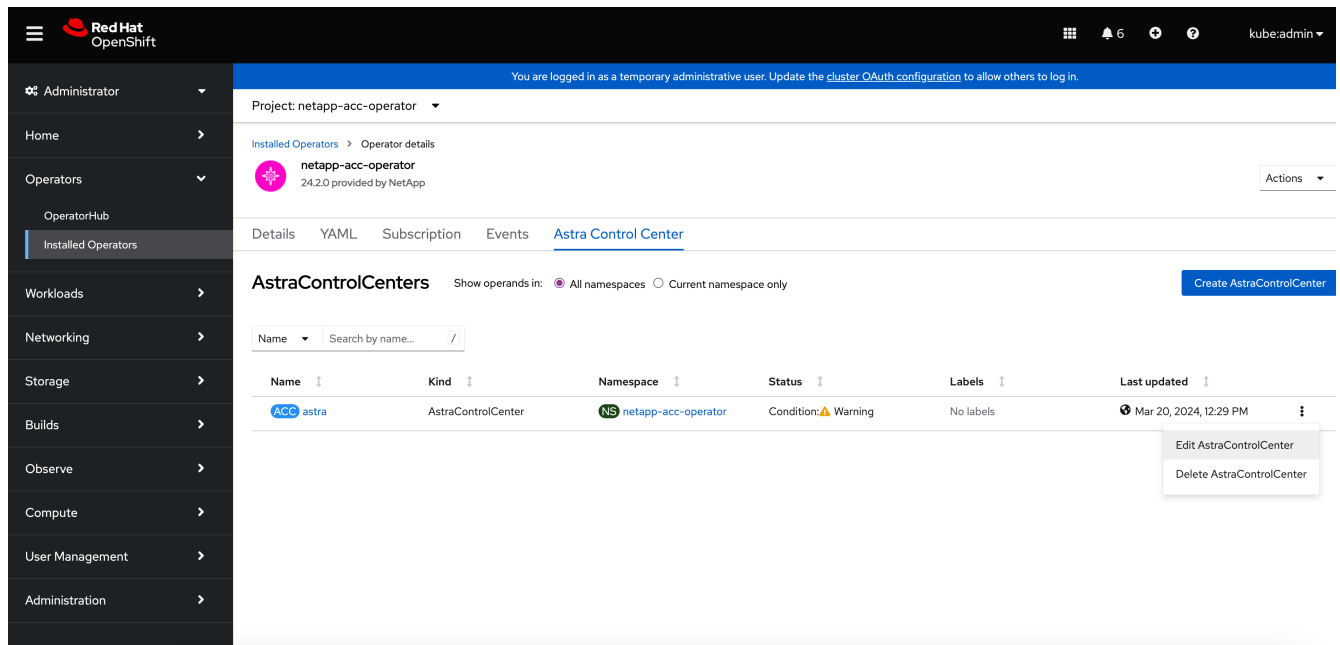 Red Hat
OpenShift
6
kube:admin
You are logged in as a temporary administrative user. Update the cluster OAuth configuration to allow others to log in.
Administrator
Home
Operators
OperatorHub
Installed Operators
Workloads
Networking
Storage
Builds
Observe
Compute
User Management
Administration
Project: netapp-acc-operator
Installed Operators > Operator details
netapp-acc-operator
24.2.0 provided by NetApp
Actions
Details YAML Subscription Events Astra Control Center
AstraControlCenters Show operands in: All namespaces Current namespace only Create AstraControlCenter
Name Search by name... /
Name Kind Namespace Status Labels Last updated
ACC astra AstraControlCenter NS netapp-acc-operator Condition: Warning No labels Mar 20, 2024, 12:29 PM
Edit AstraControlCenter
Delete AstraControlCenter